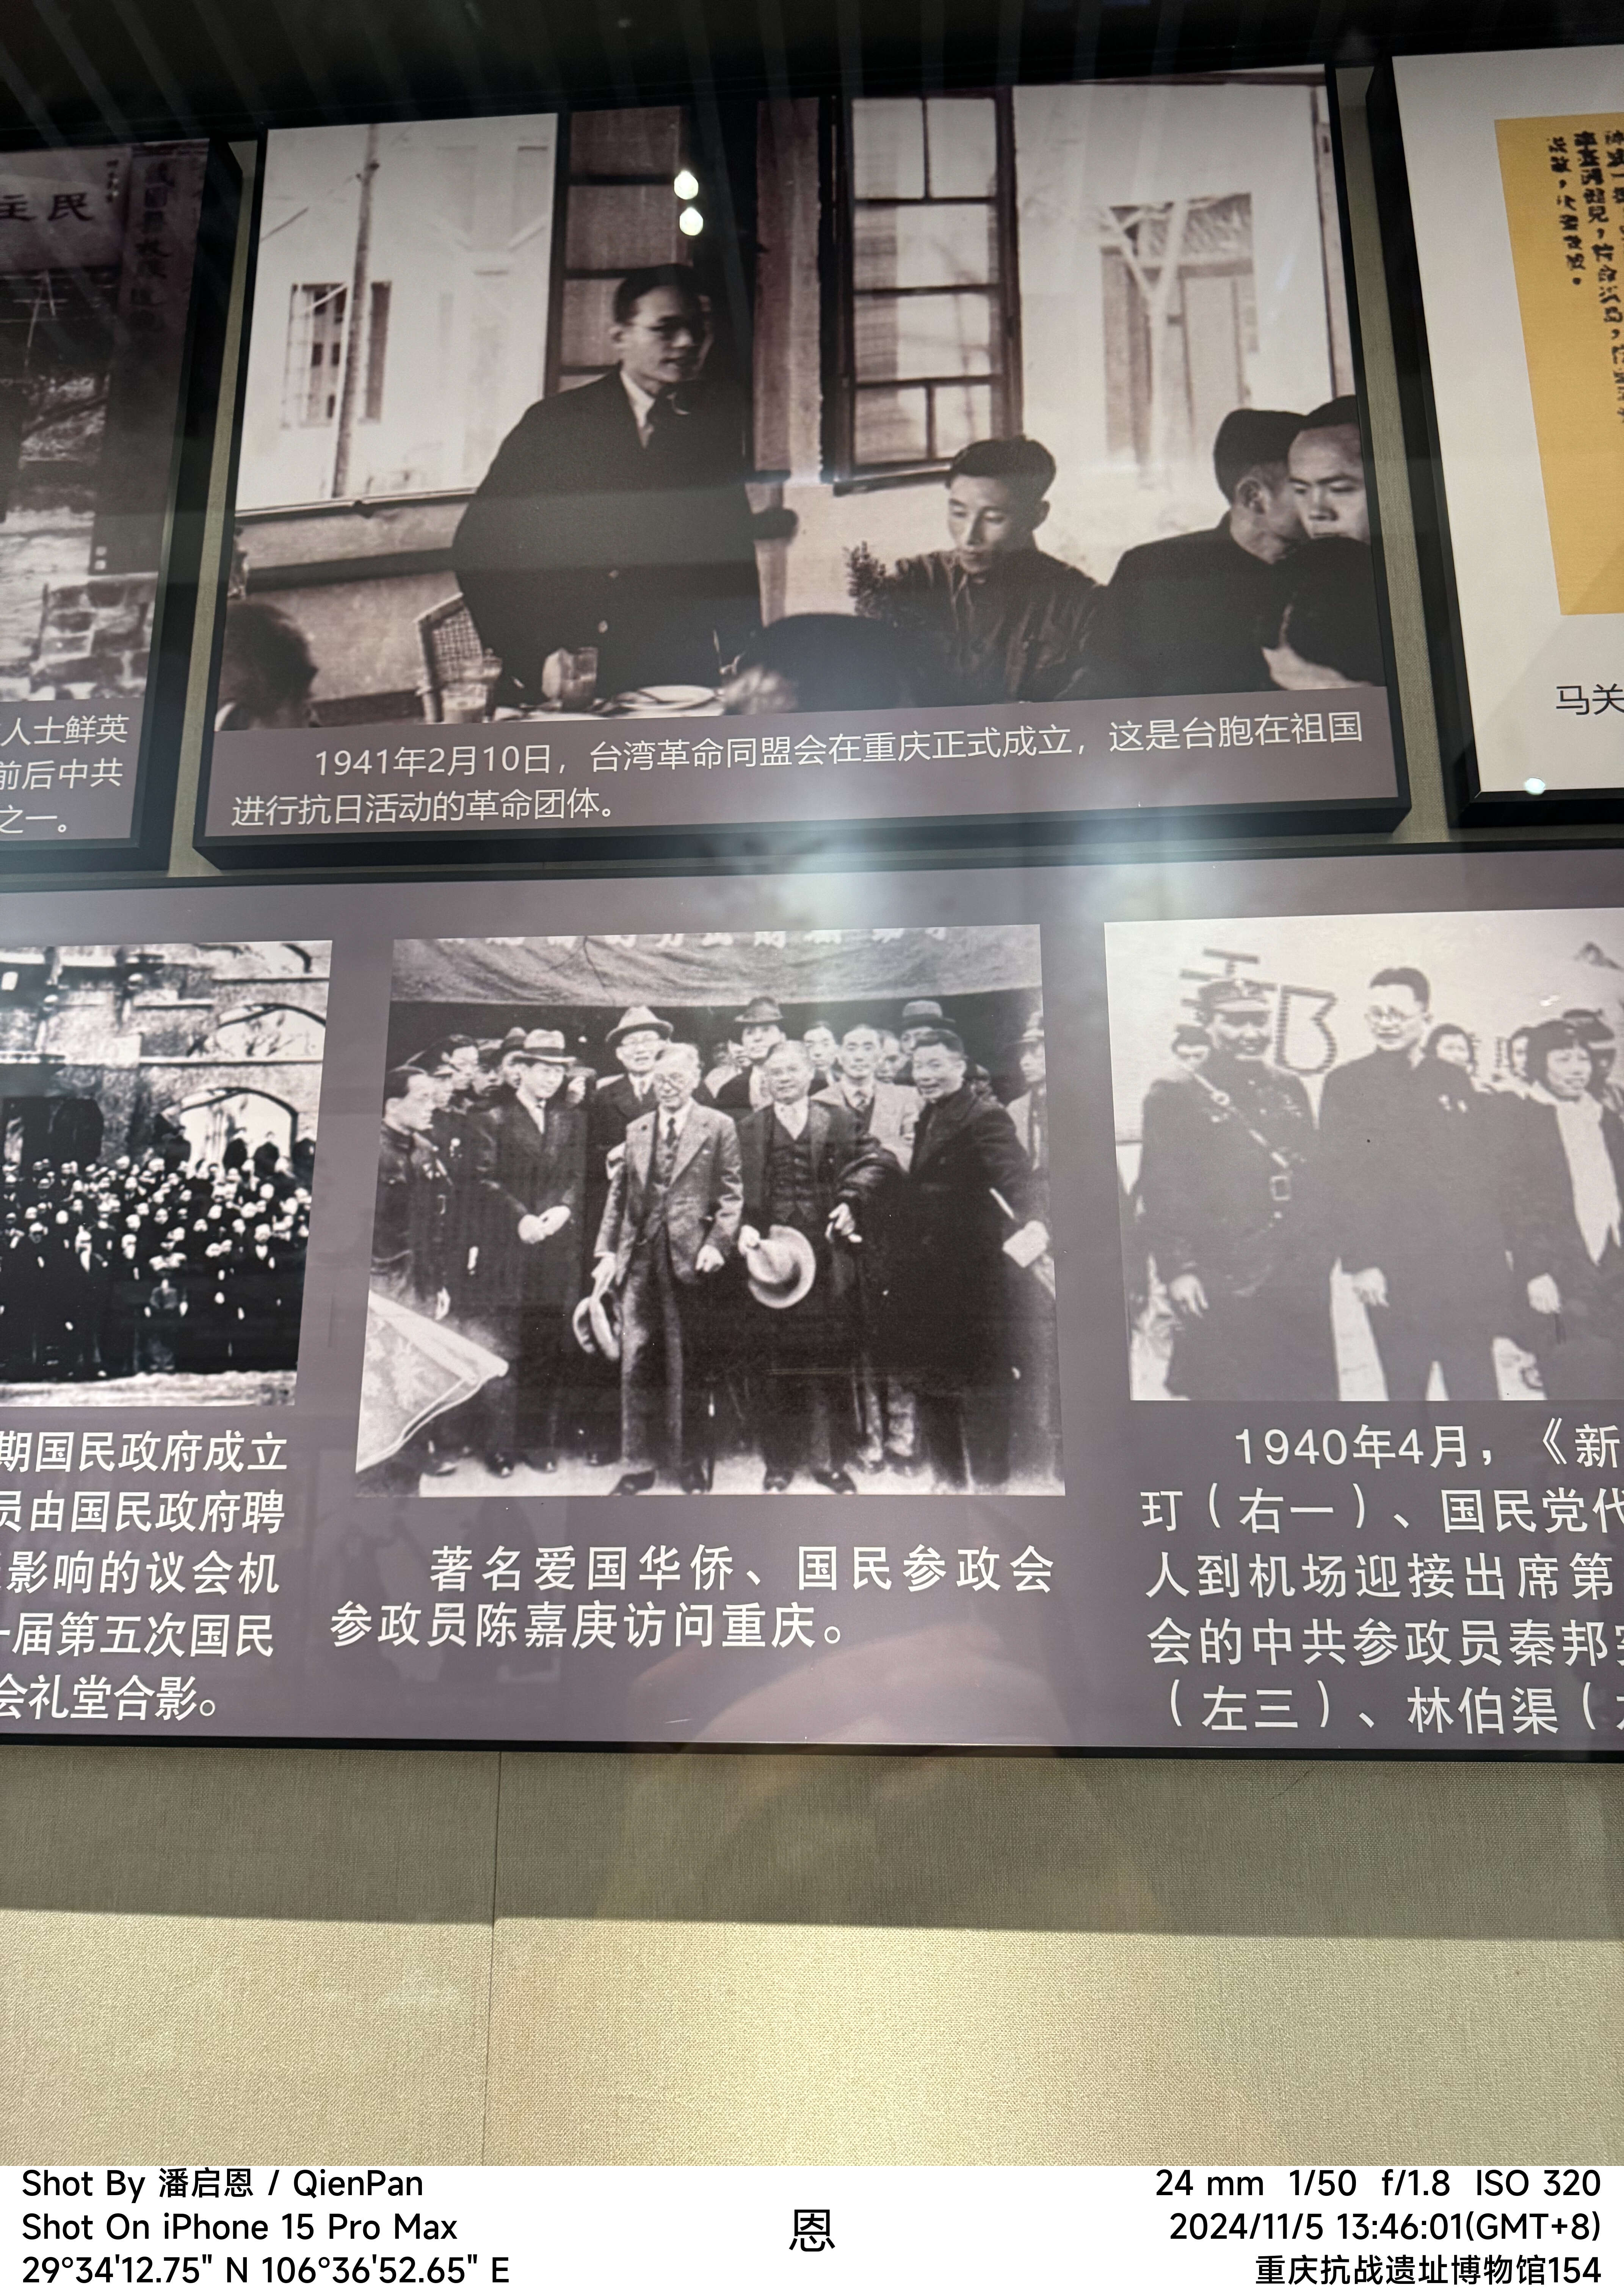 主民
人士鲜英
前后中共
之一。
1941年2月10日，台湾革命同盟会在重庆正式成立，这是台胞在祖国
进行抗日活动的革命团体。
马关
期国民政府成立
员由国民政府聘
影响的议会机
一届第五次国民
会礼堂合影。
著名爱国华侨、国民参政会
参政员陈嘉庚访问重庆。
1940年4月，《新
玎（右一）、国民党代
人到机场迎接出席第
会的中共参政员秦邦
（左三）、林伯渠（
Shot By 潘启恩 / QienPan
Shot On iPhone 15 Pro Max
29°34'12.75" N 106°36'52.65" E
恩
24 mm 1/50 f/1.8 ISO 320
2024/11/5 13:46:01(GMT+8)
重庆抗战遗址博物馆154